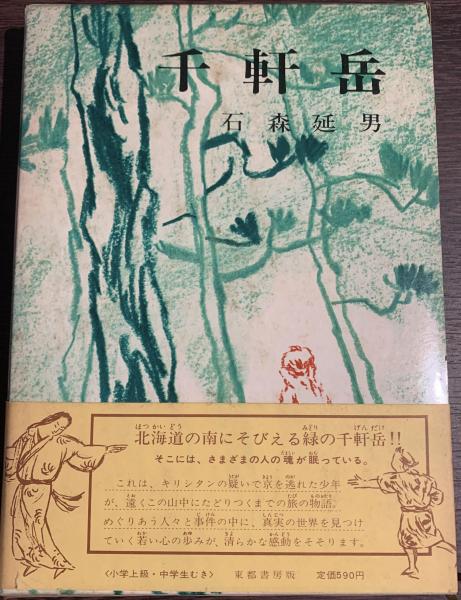 千軒岳
石森延男
北海道の南にそびえる緑の千軒岳!!
そこには、さまざまの人の魂が眠っている。
これは、キリシタンの疑いで京を逃れた少年
が、遠くこの山中にたどりつくまでの旅の物語。
めぐりあう人々と事件の中に、真実の世界を見つけ
ていく若い心の歩みが、清らかな感動をそそります。
〈小学上級・中学生むき〉 東都書房版 定価590円